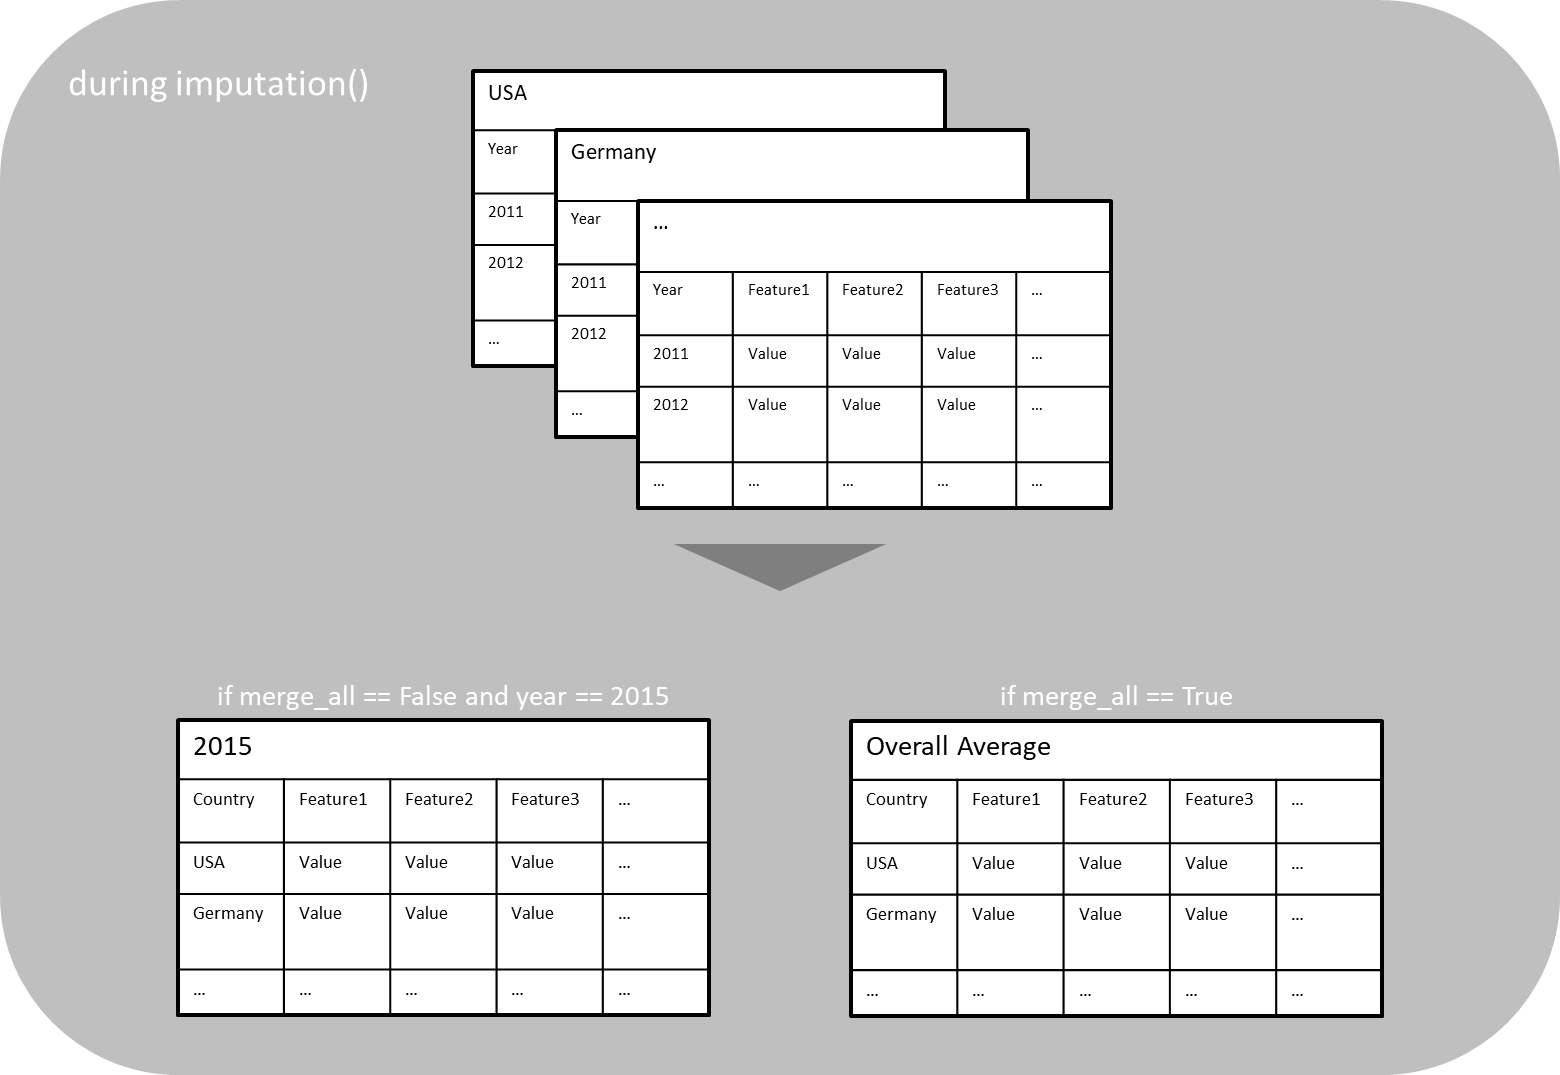 during imputation()
USA
Year
2011
2012
...
Germany
Year
2011
2012
...
...
Year Feature1 Feature2 Feature3 ...
2011 Value Value Value ...
2012 Value Value Value ...
... ... ... ... ...
if merge_all == False and year == 2015
2015
Country Feature1 Feature2 Feature3 ...
USA Value Value Value ...
Germany Value Value Value ...
... ... ... ... ...
if merge_all == True
Overall Average
Country Feature1 Feature2 Feature3 ...
USA Value Value Value ...
Germany Value Value Value ...
... ... ... ... ...